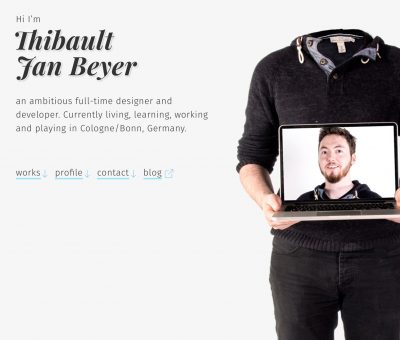 Hi I'm
Thibault
Jan Beyer
an ambitious full-time designer and
developer. Currently living, learning, working
and playing in Cologne/Bonn, Germany.
works↓ profile↓ contact↓ blog